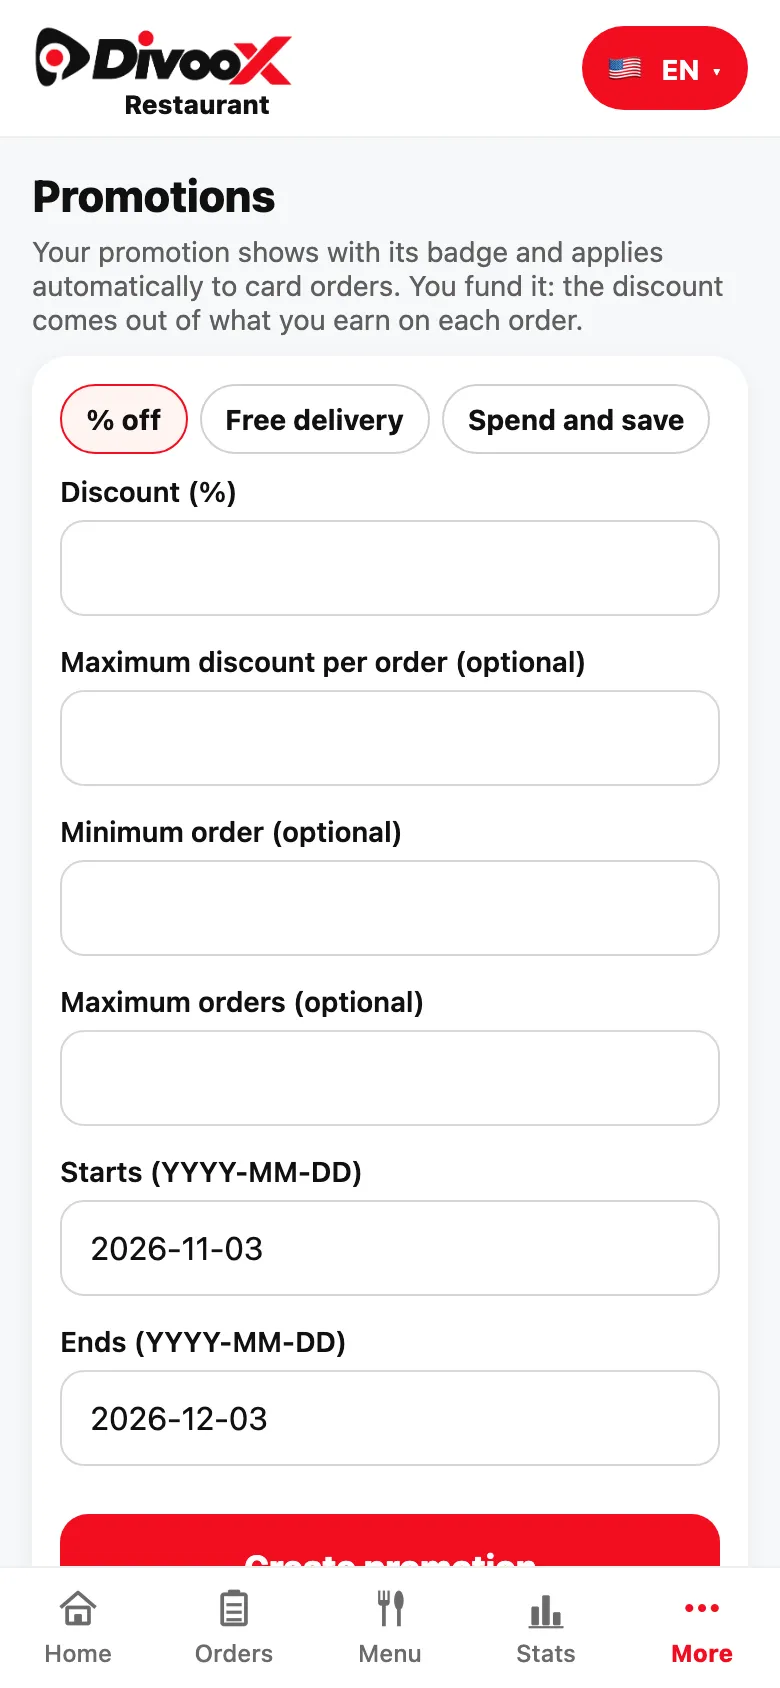 DivooX
Restaurant
EN
Promotions
Your promotion shows with its badge and applies
automatically to card orders. You fund it: the discount
comes out of what you earn on each order.
% off
Free delivery
Spend and save
Discount (%)
Maximum discount per order (optional)
Minimum order (optional)
Maximum orders (optional)
Starts (YYYY-MM-DD)
2026-11-03
Ends (YYYY-MM-DD)
2026-12-03
Create promotion
Home
Orders
Menu
Stats
More